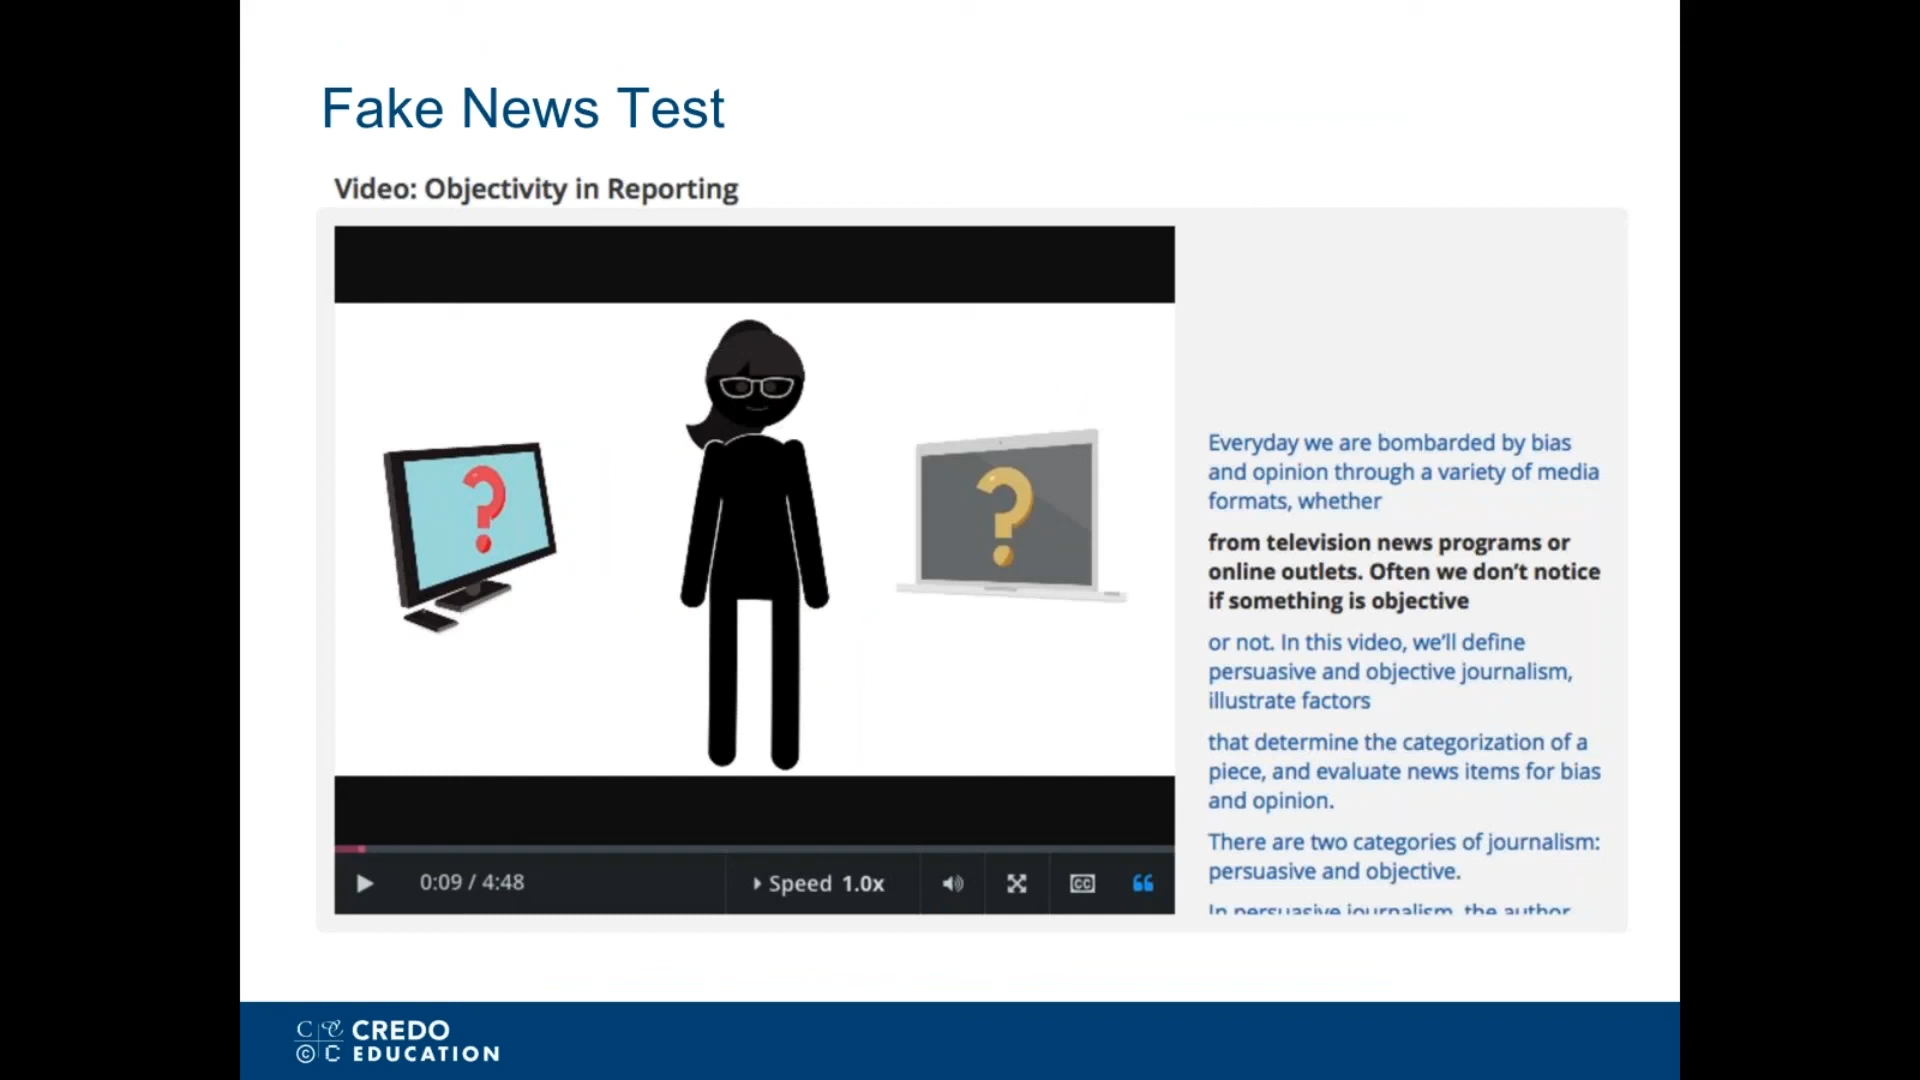 Fake News Test
Video: Objectivity in Reporting
?
?
Everyday we are bombarded by bias
and opinion through a variety of media
formats, whether
from television news programs or
online outlets. Often we don't notice
if something is objective
or not. In this video, we'll define
persuasive and objective journalism,
illustrate factors
that determine the categorization of a
piece, and evaluate news items for bias
and opinion.
There are two categories of journalism:
persuasive and objective.
In persuasive journalism, the author
0:09 / 4:48
Speed 1.0x
CC
CREDO
EDUCATION